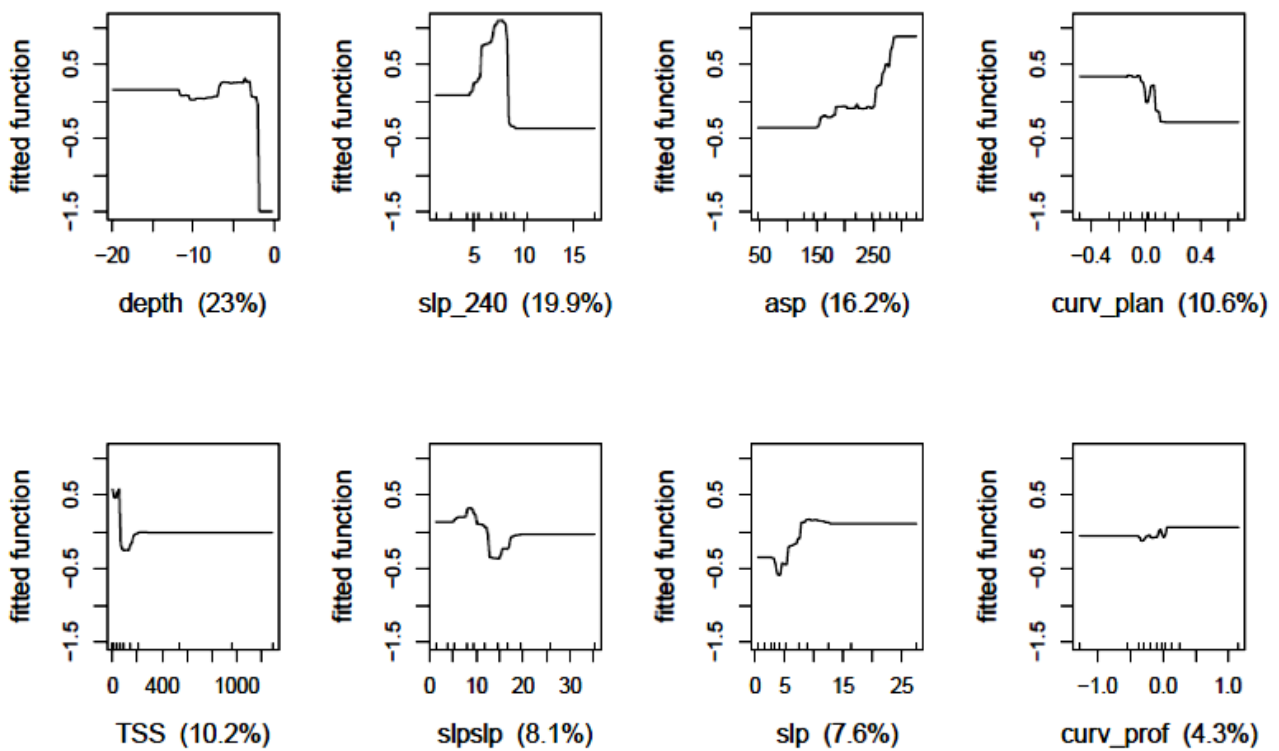 fitted function
0.5
−0.5
−1.5
−20 −10 0
depth (23%)
fitted function
0.5
−0.5
−1.5
5 10 15
slp_240 (19.9%)
fitted function
0.5
−0.5
−1.5
50 150 250
asp (16.2%)
fitted function
0.5
−0.5
−1.5
−0.4 0.0 0.4
curv_plan (10.6%)
fitted function
0.5
−0.5
−1.5
0 400 1000
TSS (10.2%)
fitted function
0.5
−0.5
−1.5
0 10 20 30
slpslp (8.1%)
fitted function
0.5
−0.5
−1.5
0 5 15 25
slp (7.6%)
fitted function
0.5
−0.5
−1.5
−1.0 0.0 1.0
curv_prof (4.3%)